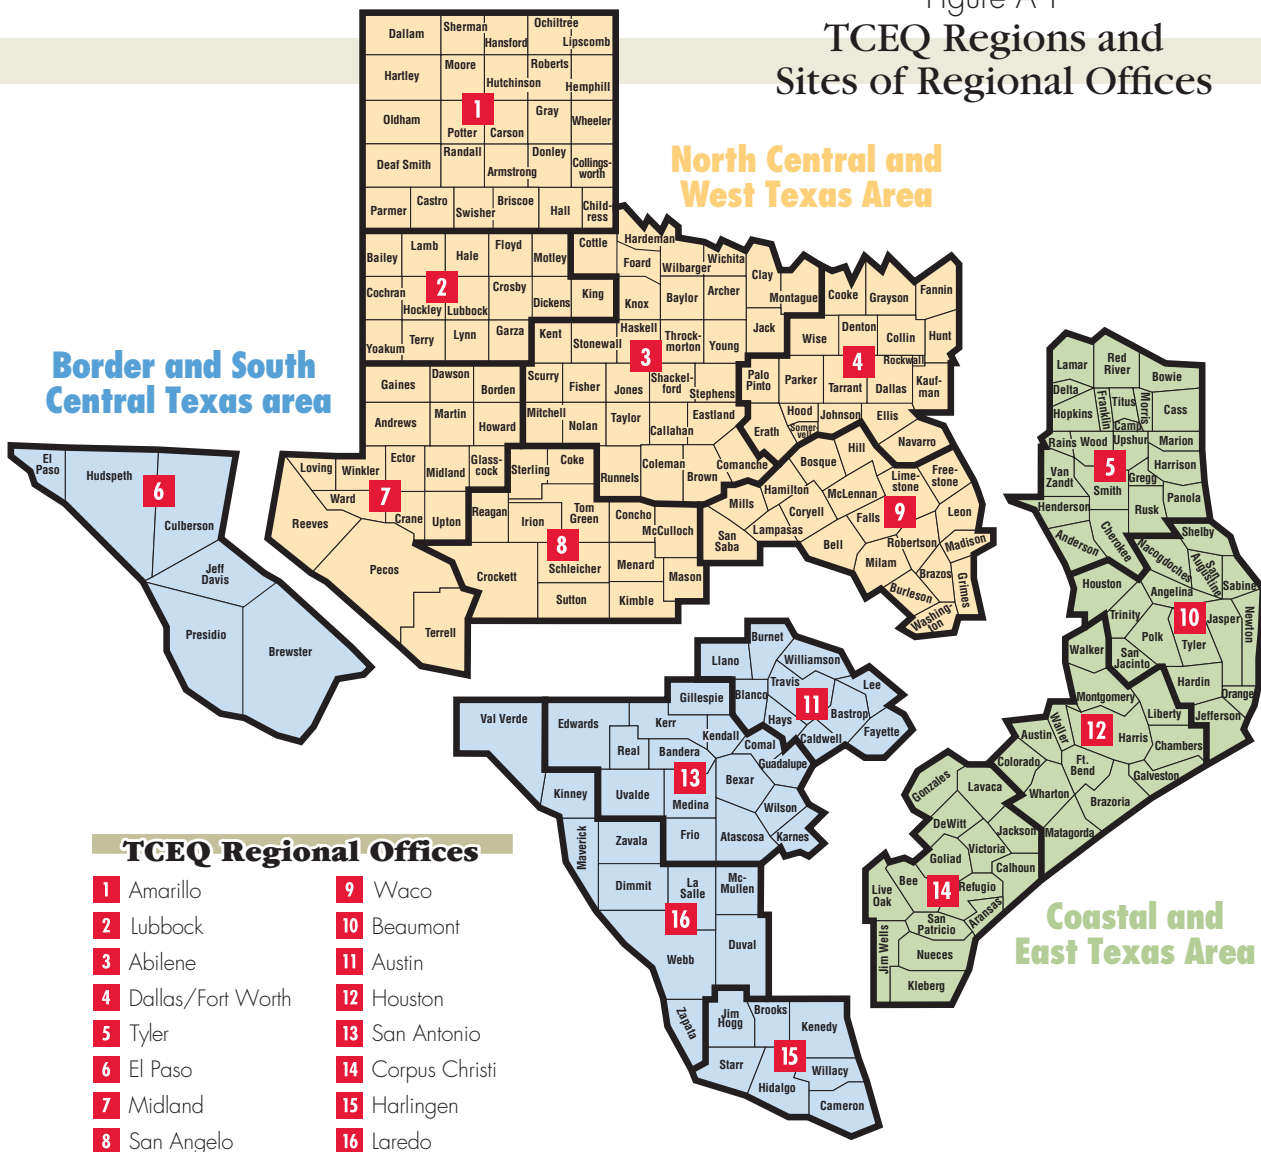 Figure A-1
TCEQ Regions and
Sites of Regional Offices
North Central and
West Texas Area
Dallam
Sherman
Hansford
Ochiltree
Lipscomb
Hartley
Moore
Hutchinson
Roberts
Hemphill
Oldham
1
Potter
Carson
Gray
Wheeler
Deaf Smith
Randall
Armstrong
Donley
Collings-
worth
Parmer
Castro
Swisher
Briscoe
Hall
Child-
ress
Bailey
Lamb
Hale
Floyd
Motley
Cochran
2
Hockley
Lubbock
Crosby
Dickens
Yoakum
Terry
Lynn
Garza
Cottle
Hardeman
Foard
Wilbarger
Wichita
Clay
Montague
King
Knox
Baylor
Archer
Jack
Kent
Stonewall
Haskell
Throck-
morton
Young
3
Scurry
Fisher
Jones
Shackel-
ford
Stephens
Mitchell
Nolan
Taylor
Callahan
Eastland
Runnels
Coleman
Brown
Comanche
Cooke
Grayson
Fannin
Wise
Denton
Collin
Hunt
4
Rockwall
Palo
Pinto
Parker
Tarrant
Dallas
Kauf-
man
Erath
Hood
Somer-
vell
Johnson
Ellis
Navarro
Gaines
Dawson
Borden
Andrews
Martin
Howard
Loving
Winkler
Ector
Midland
Glass-
cock
Ward
7
Crane
Upton
Reeves
Pecos
Terrell
Sterling
Coke
Reagan
Irion
Tom
Green
Concho
McCulloch
8
Schleicher
Menard
Mason
Crockett
Sutton
Kimble
Bosque
Hill
Hamilton
McLennan
Lime-
stone
Free-
stone
Mills
Coryell
Falls
9
Leon
San
Saba
Lampasas
Bell
Robertson
Madison
Milam
Brazos
Grimes
Burleson
Washing-
ton
Border and South
Central Texas area
El
Paso
Hudspeth
6
Culberson
Jeff
Davis
Presidio
Brewster
Burnet
Llano
Williamson
Blanco
Travis
Lee
11
Bastrop
Hays
Caldwell
Fayette
Gillespie
Val Verde
Edwards
Kerr
Kendall
Real
Bandera
Comal
Guadalupe
13
Bexar
Kinney
Uvalde
Medina
Wilson
Maverick
Zavala
Frio
Atascosa
Karnes
Dimmit
La
Salle
Mc-
Mullen
16
Webb
Duval
Zapata
Jim
Hogg
Brooks
Kenedy
15
Starr
Willacy
Hidalgo
Cameron
Lamar
Red
River
Bowie
Delta
Hopkins
Franklin
Titus
Morris
Camp
Cass
Rains
Wood
Upshur
Marion
5
Harrison
Van
Zandt
Smith
Gregg
Panola
Henderson
Rusk
Anderson
Cherokee
Shelby
Nacogdoches
San
Augustine
Sabine
Houston
Angelina
Trinity
10
Jasper
Newton
Polk
Tyler
Walker
San
Jacinto
Hardin
Orange
Montgomery
Liberty
Jefferson
Austin
Waller
12
Harris
Chambers
Colorado
Ft.
Bend
Galveston
Wharton
Brazoria
Matagorda
Gonzales
Lavaca
DeWitt
Jackson
Victoria
Goliad
Calhoun
Bee
14
Refugio
Live
Oak
Aransas
San
Patricio
Jim Wells
Nueces
Kleberg
Coastal and
East Texas Area
TCEQ Regional Offices
1 Amarillo
2 Lubbock
3 Abilene
4 Dallas/Fort Worth
5 Tyler
6 El Paso
7 Midland
8 San Angelo
9 Waco
10 Beaumont
11 Austin
12 Houston
13 San Antonio
14 Corpus Christi
15 Harlingen
16 Laredo